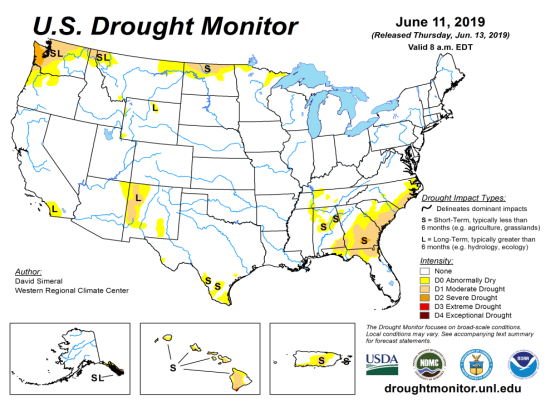 U.S. Drought Monitor
June 11, 2019
(Released Thursday, Jun. 13, 2019)
Valid 8 a.m. EDT
SL
SL
S
L
L
L
S
S
S
S
S
Drought Impact Types:
Delineates dominant impacts
S = Short-Term, typically less than
6 months (e.g. agriculture, grasslands)
L = Long-Term, typically greater than
6 months (e.g. hydrology, ecology)
Intensity:
None
D0 Abnormally Dry
D1 Moderate Drought
D2 Severe Drought
D3 Extreme Drought
D4 Exceptional Drought
Author:
David Simeral
Western Regional Climate Center
SL
S
S
S
The Drought Monitor focuses on broad-scale conditions.
Local conditions may vary. See accompanying text summary
for forecast statements.
USDA
NDMC
droughtmonitor.unl.edu